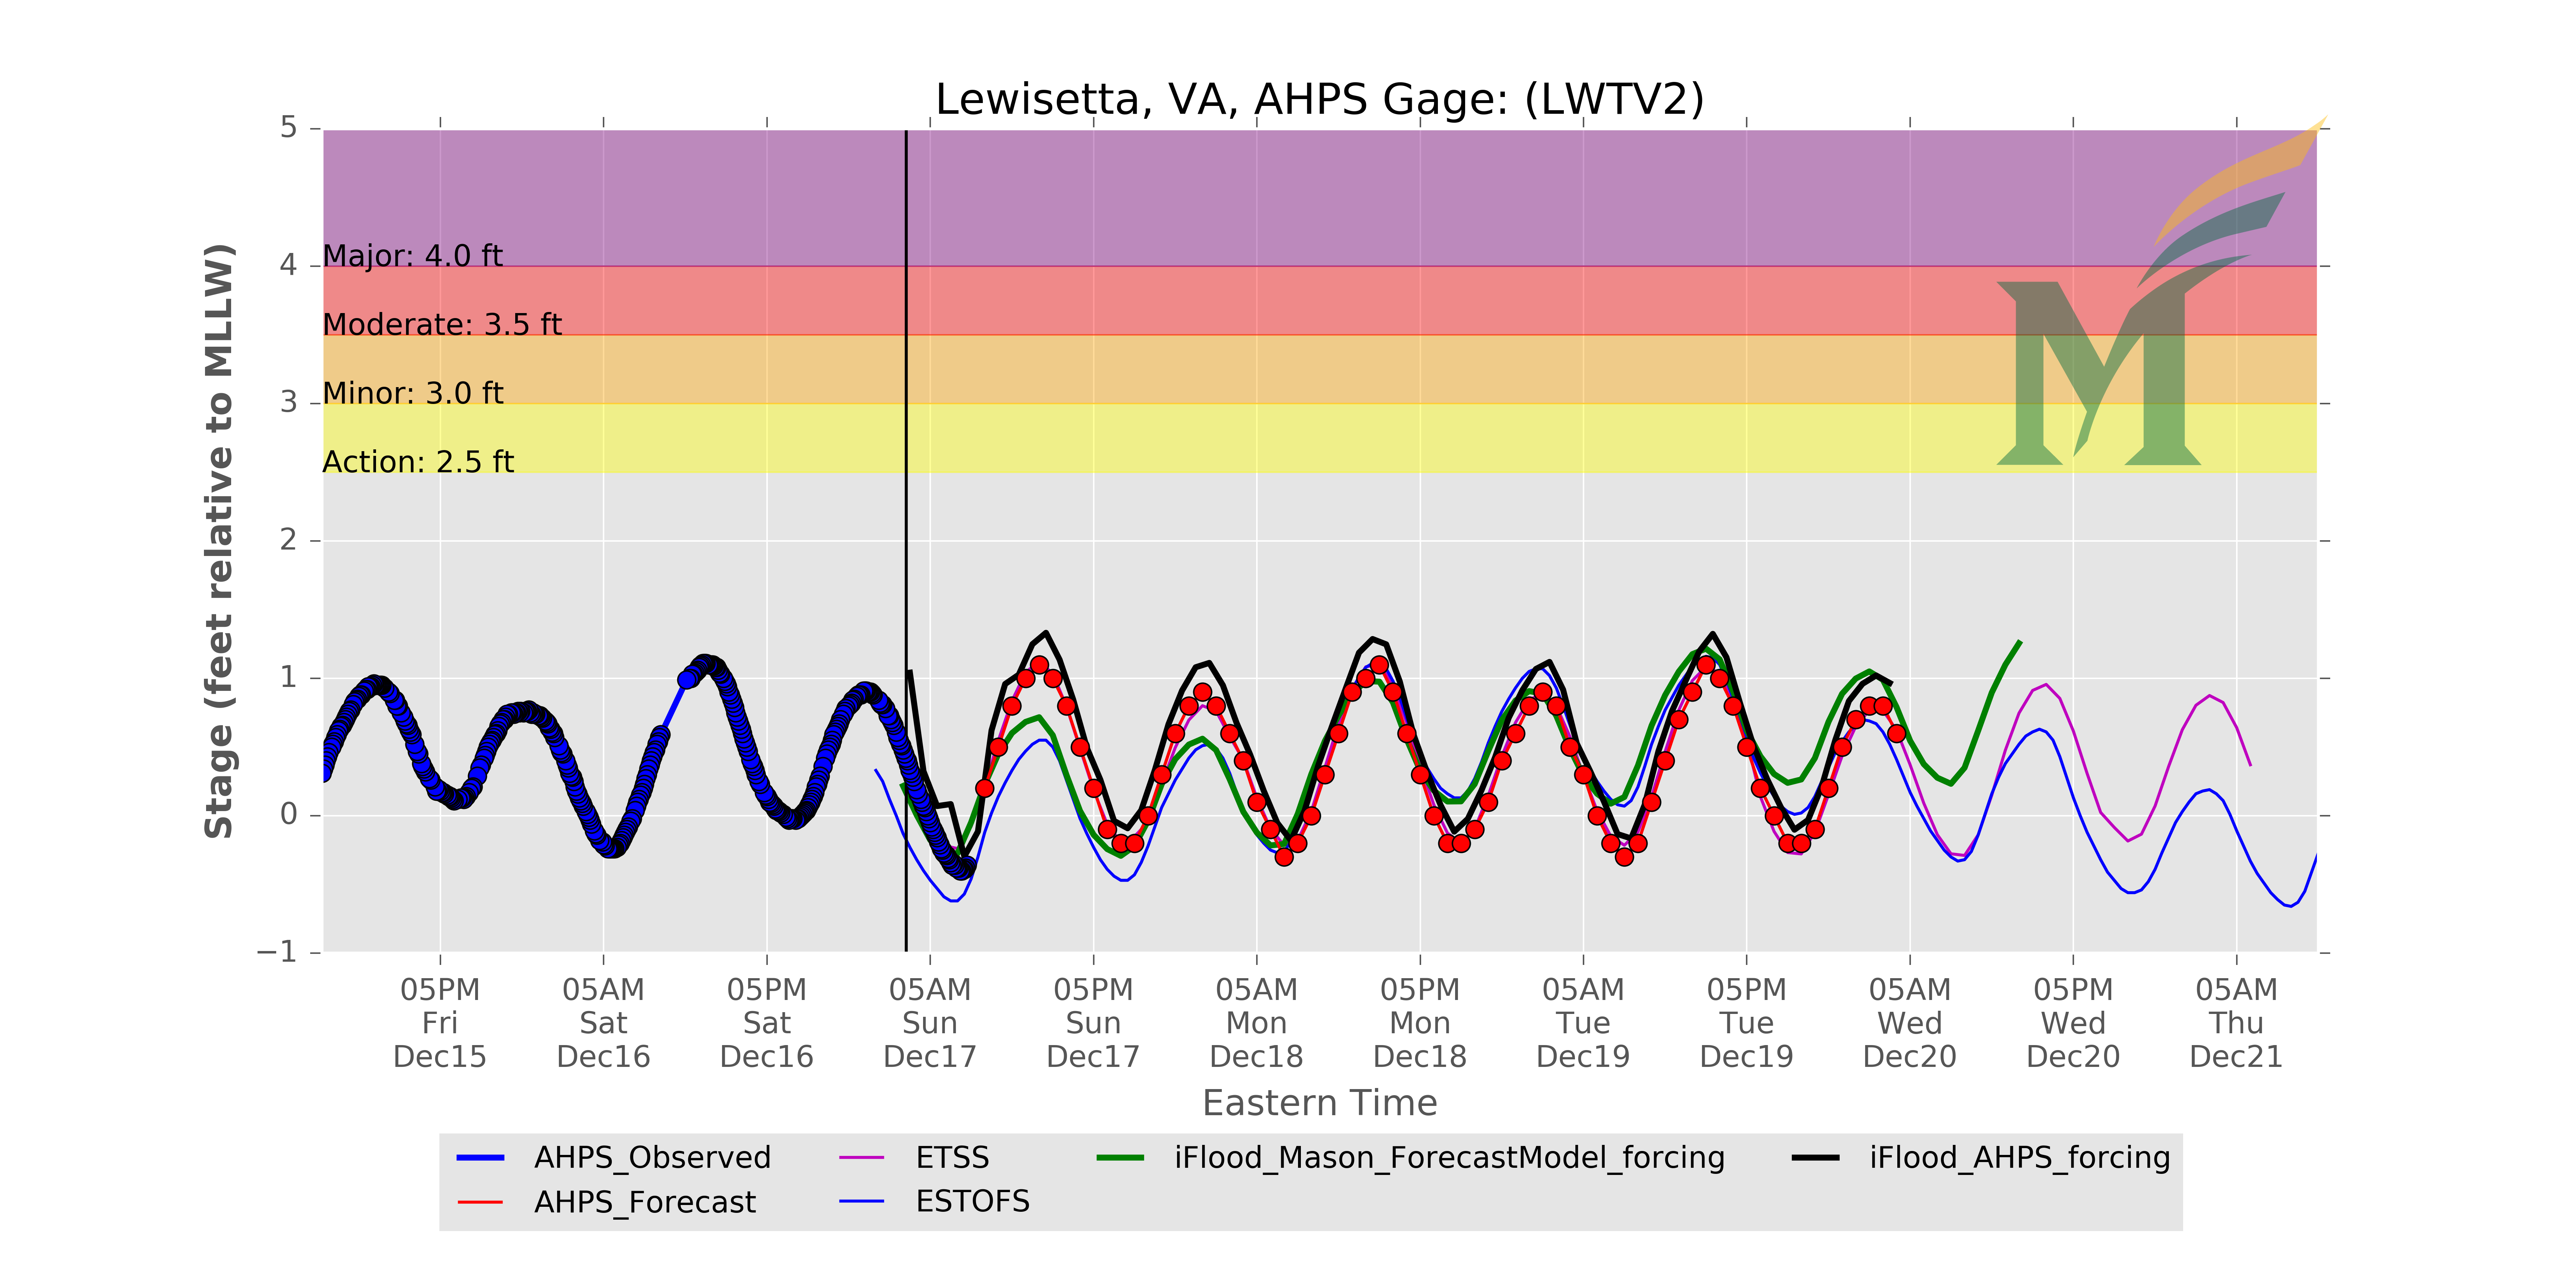 Lewisetta, VA, AHPS Gage: (LWTV2)
Stage (feet relative to MLLW)
5
4
3
2
1
0
−1
Major: 4.0 ft
Moderate: 3.5 ft
Minor: 3.0 ft
Action: 2.5 ft
M
05PM 05AM 05PM 05AM 05PM 05AM 05PM 05AM 05PM 05AM 05PM 05AM
Fri Sat Sat Sun Sun Mon Mon Tue Tue Wed Wed Thu
Dec15 Dec16 Dec16 Dec17 Dec17 Dec18 Dec18 Dec19 Dec19 Dec20 Dec20 Dec21
Eastern Time
AHPS_Observed ETSS iFlood_Mason_ForecastModel_forcing iFlood_AHPS_forcing
AHPS_Forecast ESTOFS